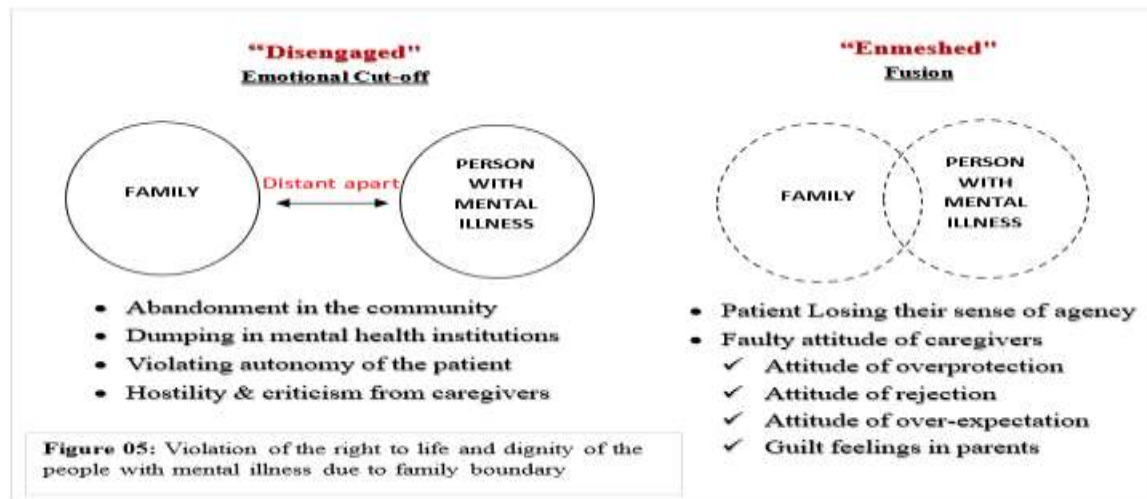 “Disengaged”
Emotional Cut-off
FAMILY
Distant apart
PERSON
WITH
MENTAL
ILLNESS
• Abandonment in the community
• Dumping in mental health institutions
• Violating autonomy of the patient
• Hostility & criticism from caregivers
Figure 05: Violation of the right to life and dignity of the
people with mental illness due to family boundary
“Enmeshed”
Fusion
FAMILY
PERSON
WITH
MENTAL
ILLNESS
• Patient Losing their sense of agency
• Faulty attitude of caregivers
✓ Attitude of overprotection
✓ Attitude of rejection
✓ Attitude of over-expectation
✓ Guilt feelings in parents